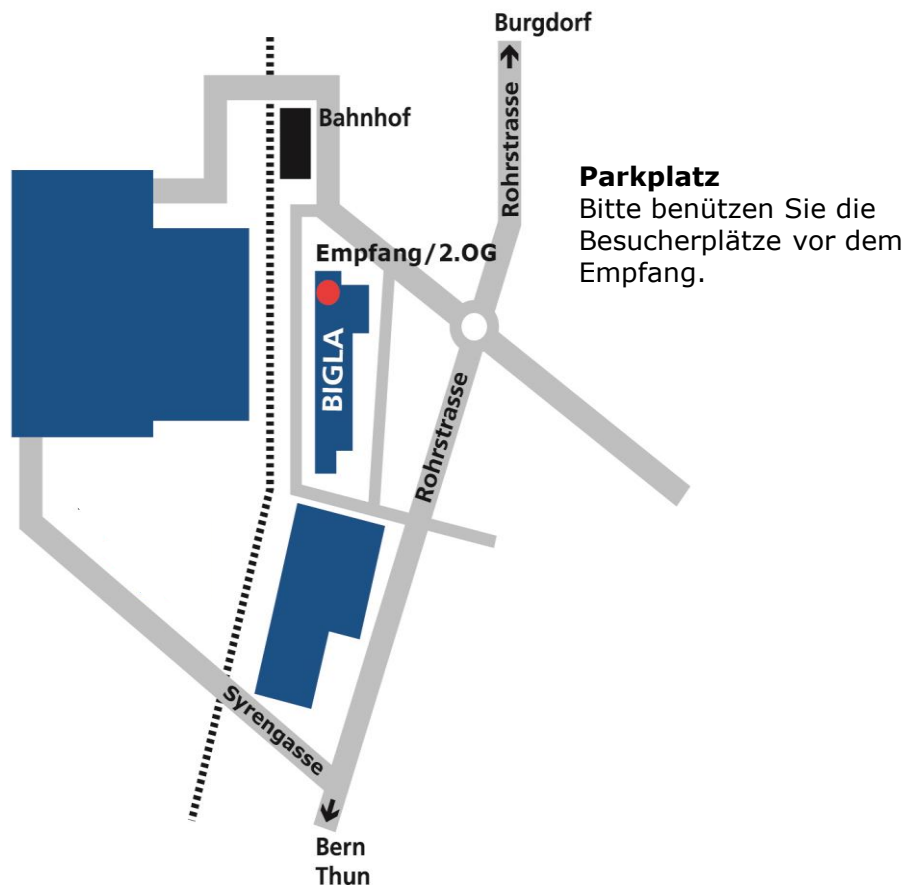 Burgdorf
Bahnhof
Rohrstrasse
Parkplatz
Bitte benützen Sie die
Besucherplätze vor dem
Empfang.
Empfang/2.OG
BIGLA
Rohrstrasse
Syrengasse
Bern
Thun